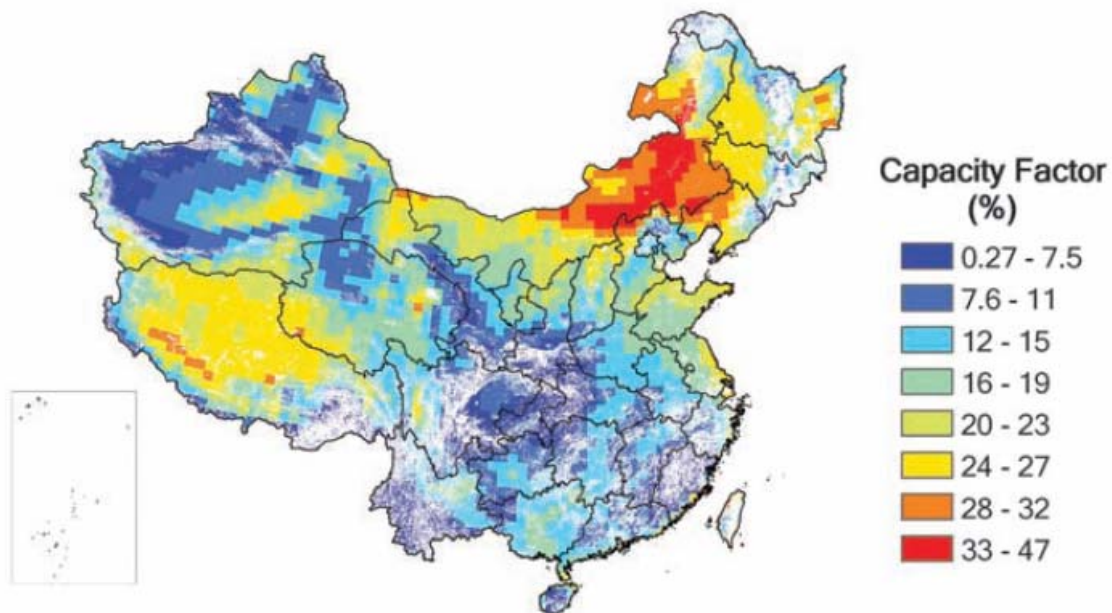 Capacity Factor
(%)
0.27 - 7.5
7.6 - 11
12 - 15
16 - 19
20 - 23
24 - 27
28 - 32
33 - 47